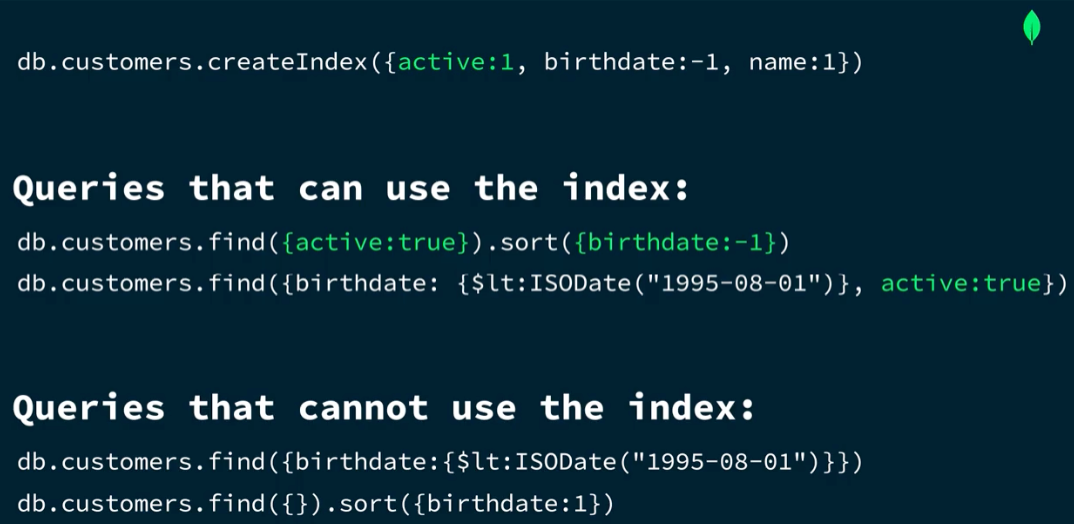 db.customers.createIndex({active:1, birthdate:-1, name:1})
Queries that can use the index:
db.customers.find({active:true}).sort({birthdate:-1})
db.customers.find({birthdate: {$lt:ISODate("1995-08-01")}, active:true})
Queries that cannot use the index:
db.customers.find({birthdate:{$lt:ISODate("1995-08-01")}})
db.customers.find({}).sort({birthdate:1})